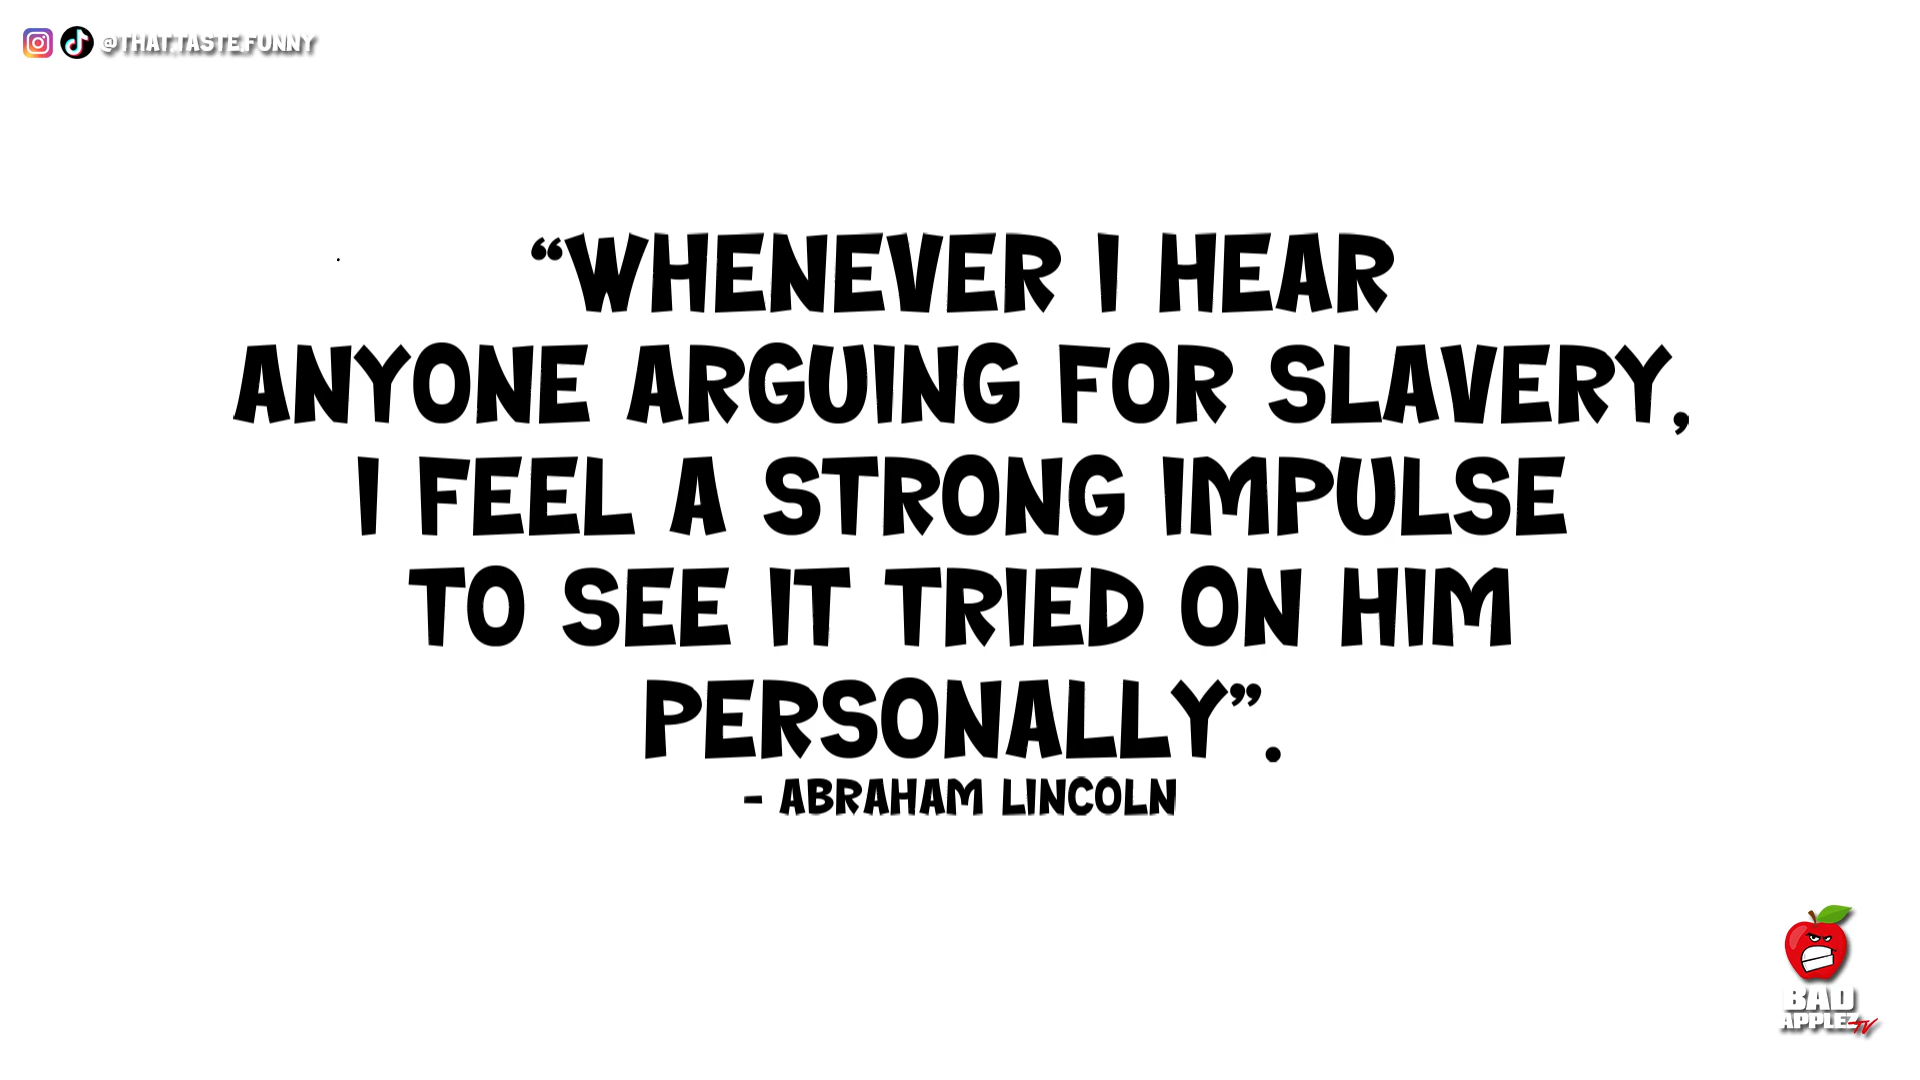 @THAT.TASTE.FUNNY
“WHENEVER I HEAR
ANYONE ARGUING FOR SLAVERY,
I FEEL A STRONG IMPULSE
TO SEE IT TRIED ON HIM
PERSONALLY”.
- ABRAHAM LINCOLN
BAD
APPLEZ TV